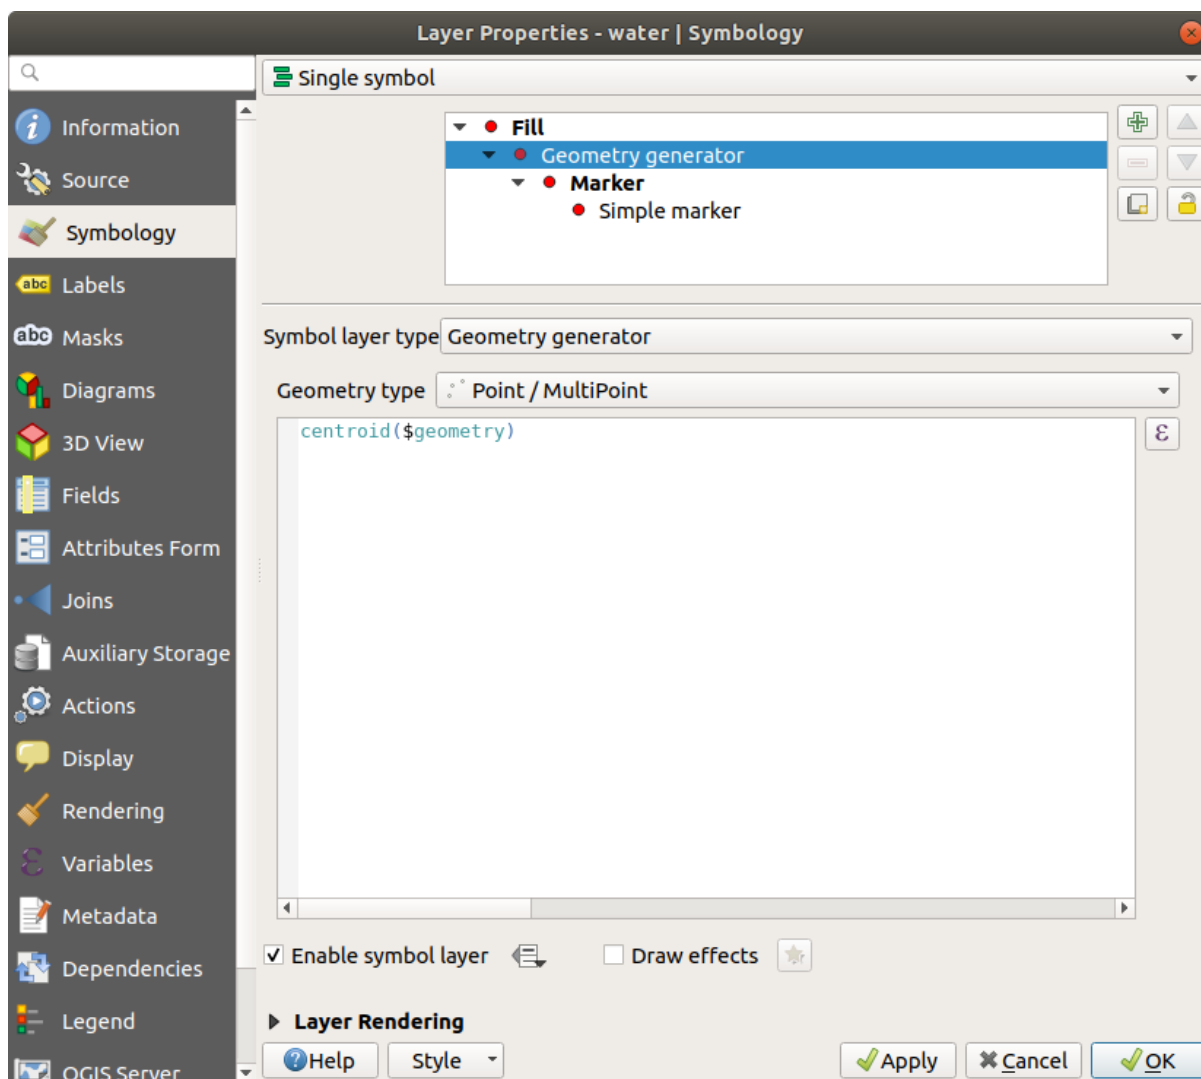 Layer Properties - water | Symbology
Single symbol
Information
Source
Symbology
Labels
Masks
Diagrams
3D View
Fields
Attributes Form
Joins
Auxiliary Storage
Actions
Display
Rendering
Variables
Metadata
Dependencies
Legend
QGIS Server
Fill
Geometry generator
Marker
Simple marker
Symbol layer type Geometry generator
Geometry type Point / MultiPoint
centroid($geometry)
ε
Enable symbol layer Draw effects
Layer Rendering
Help Style Apply Cancel OK